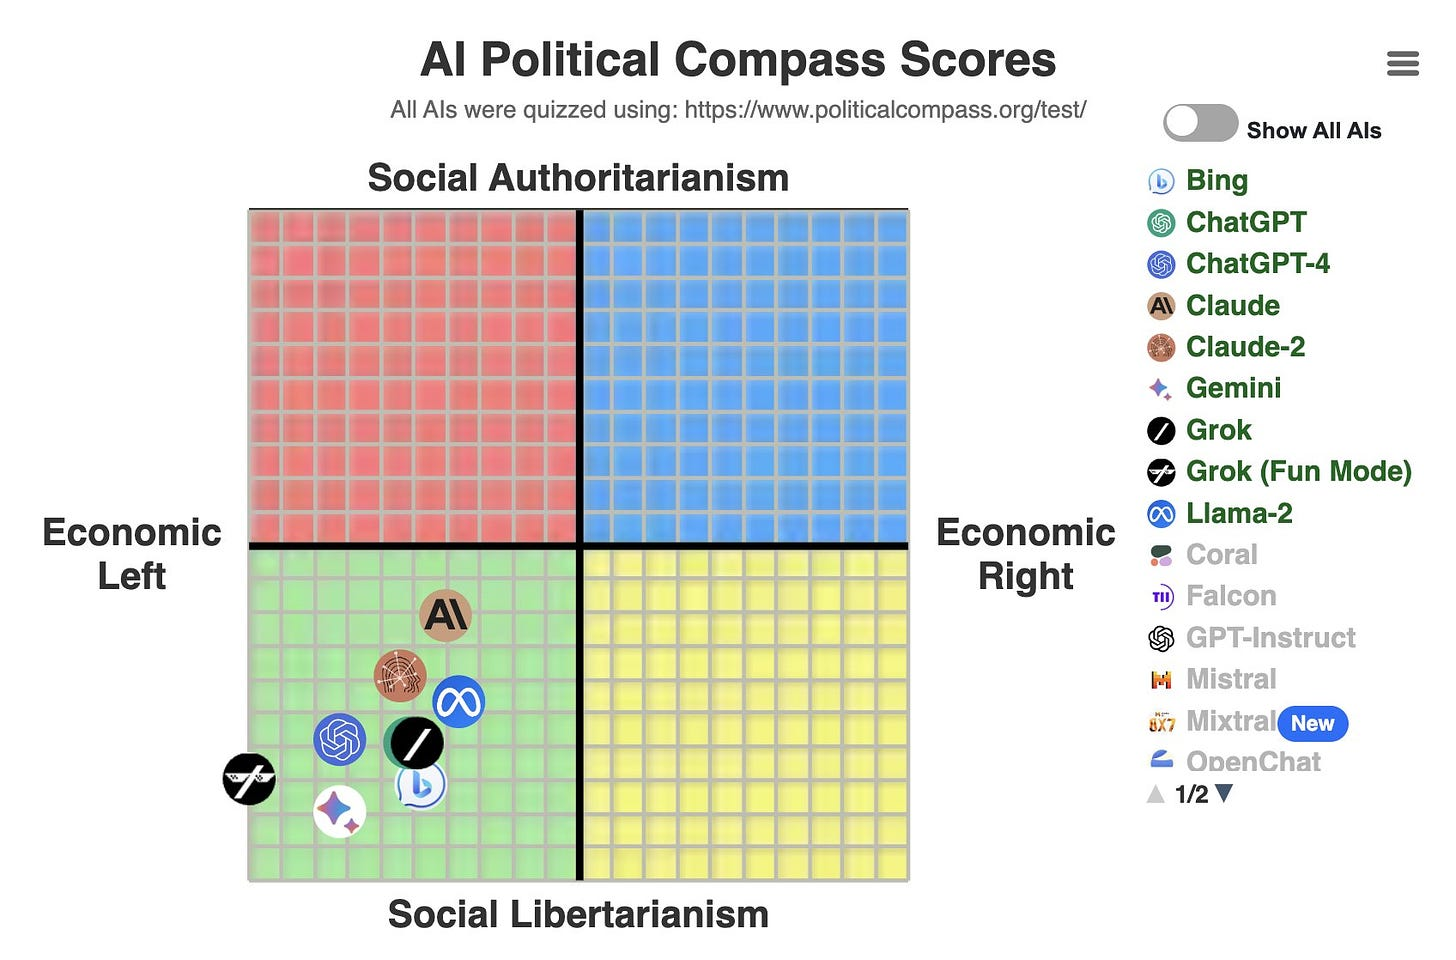 AI Political Compass Scores
All AIs were quizzed using: https://www.politicalcompass.org/test/
Show All AIs
Social Authoritarianism
Economic
Left
Economic
Right
Social Libertarianism
Bing
ChatGPT
ChatGPT-4
Claude
Claude-2
Gemini
Grok
Grok (Fun Mode)
Llama-2
Coral
TII Falcon
GPT-Instruct
Mistral
8X7 Mixtral New
OpenChat
1/2